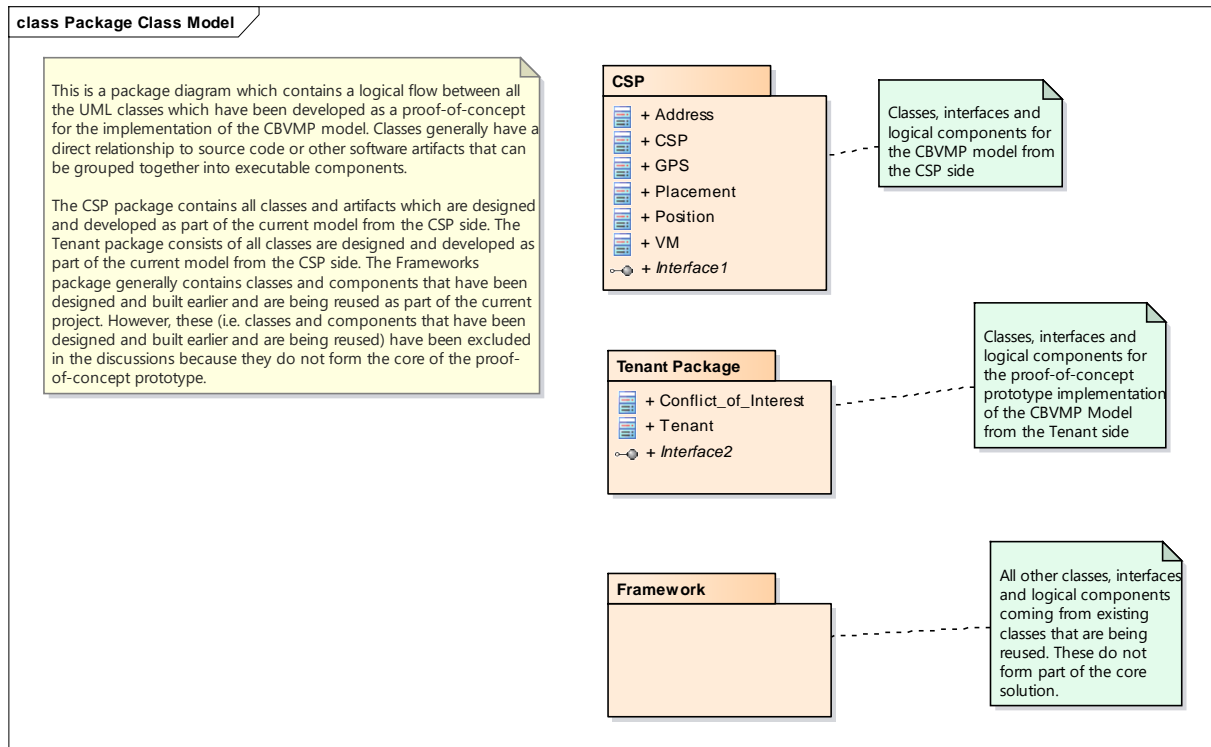 class Package Class Model
This is a package diagram which contains a logical flow between all
the UML classes which have been developed as a proof-of-concept
for the implementation of the CBVMP model. Classes generally have a
direct relationship to source code or other software artifacts that can
be grouped together into executable components.
The CSP package contains all classes and artifacts which are designed
and developed as part of the current model from the CSP side. The
Tenant package consists of all classes are designed and developed as
part of the current model from the CSP side. The Frameworks
package generally contains classes and components that have been
designed and built earlier and are being reused as part of the current
project. However, these (i.e. classes and components that have been
designed and built earlier and are being reused) have been excluded
in the discussions because they do not form the core of the proof-
of-concept prototype.
CSP
+ Address
+ CSP
+ GPS
+ Placement
+ Position
+ VM
+ Interface1
Classes, interfaces and
logical components for
the CBVMP model from
the CSP side
Tenant Package
+ Conflict_of_Interest
+ Tenant
+ Interface2
Classes, interfaces and
logical components for
the proof-of-concept
prototype implementation
of the CBVMP Model
from the Tenant side
Framework
All other classes, interfaces
and logical components
coming from existing
classes that are being
reused. These do not
form part of the core
solution.